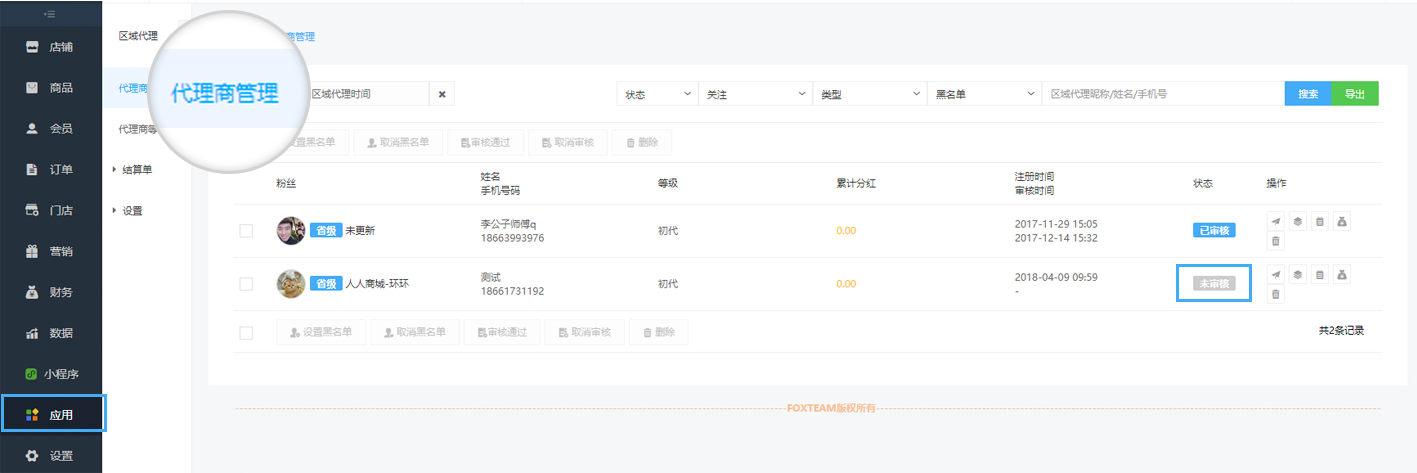 店铺
商品
会员
订单
门店
营销
财务
数据
小程序
应用
设置
区域代理
代理商
代理商管理
代理商等
结算单
设置
商管理
区域代理时间
状态
关注
类型
黑名单
区域代理昵称/姓名/手机号
搜索
导出
设置黑名单
取消黑名单
审核通过
取消审核
删除
粉丝
姓名
手机号码
等级
累计分红
注册时间
审核时间
状态
操作
省级 未更新
李公子师傅q
18663993976
初代
0.00
2017-11-29 15:05
2017-12-14 15:32
已审核
省级 人人商城-环环
测试
18661731192
初代
0.00
2018-04-09 09:59
-
未审核
设置黑名单
取消黑名单
审核通过
取消审核
删除
共2条记录
FOXTEAM版权所有